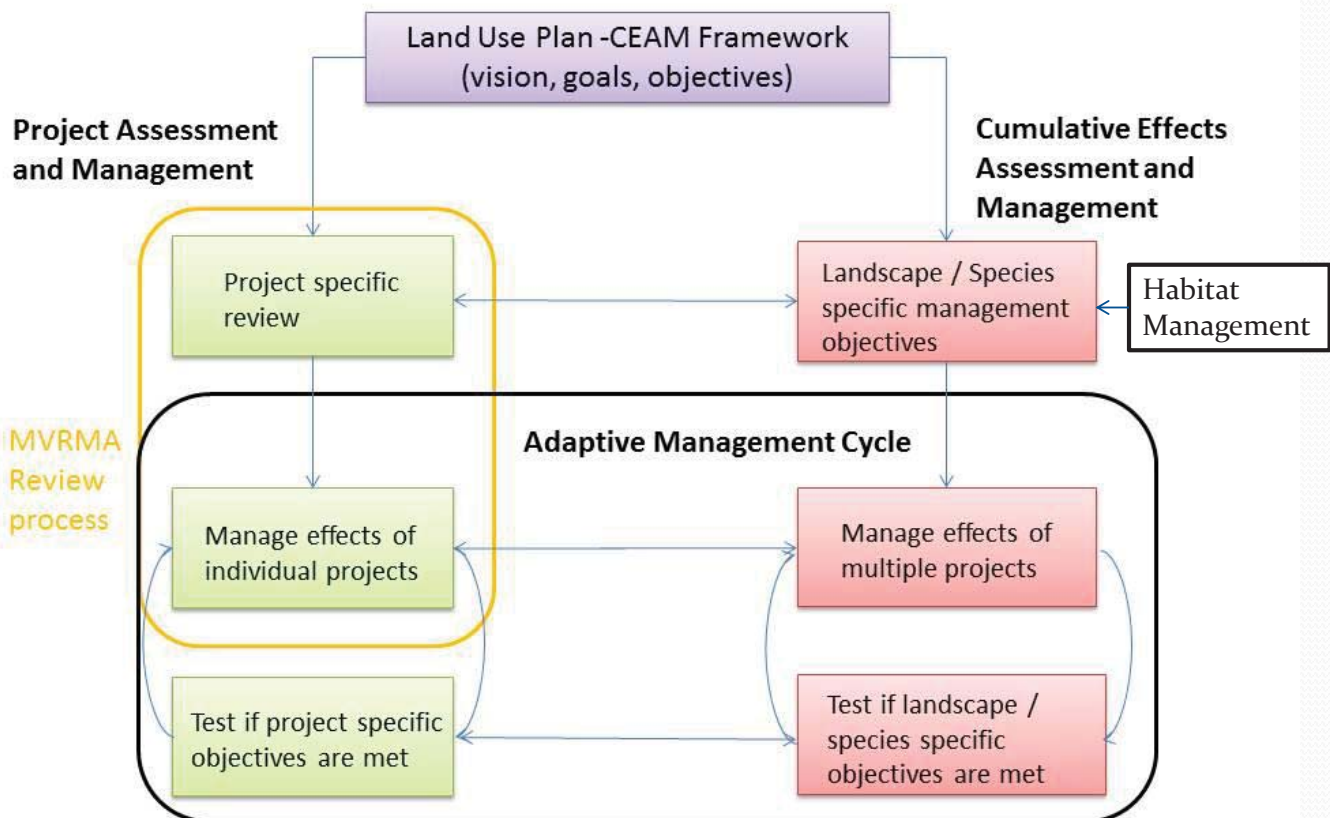 Land Use Plan -CEAM Framework
(vision, goals, objectives)
Project Assessment
and Management
Cumulative Effects
Assessment and
Management
Project specific
review
Landscape / Species
specific management
objectives
Habitat
Management
MVRMA
Review
process
Adaptive Management Cycle
Manage effects of
individual projects
Manage effects of
multiple projects
Test if project specific
objectives are met
Test if landscape /
species specific
objectives are met